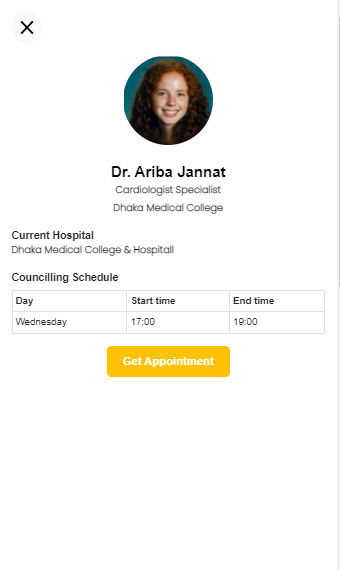 Dr. Ariba Jannat
Cardiologist Specialist
Dhaka Medical College
Current Hospital
Dhaka Medical College & Hospitall
Councilling Schedule
Day Start time End time
Wednesday 17:00 19:00
Get Appointment